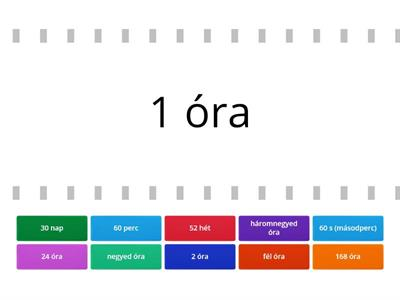 1 óra
30 nap
60 perc
52 hét
háromnegyed
óra
60 s (másodperc)
24 óra
negyed óra
2 óra
fél óra
168 óra